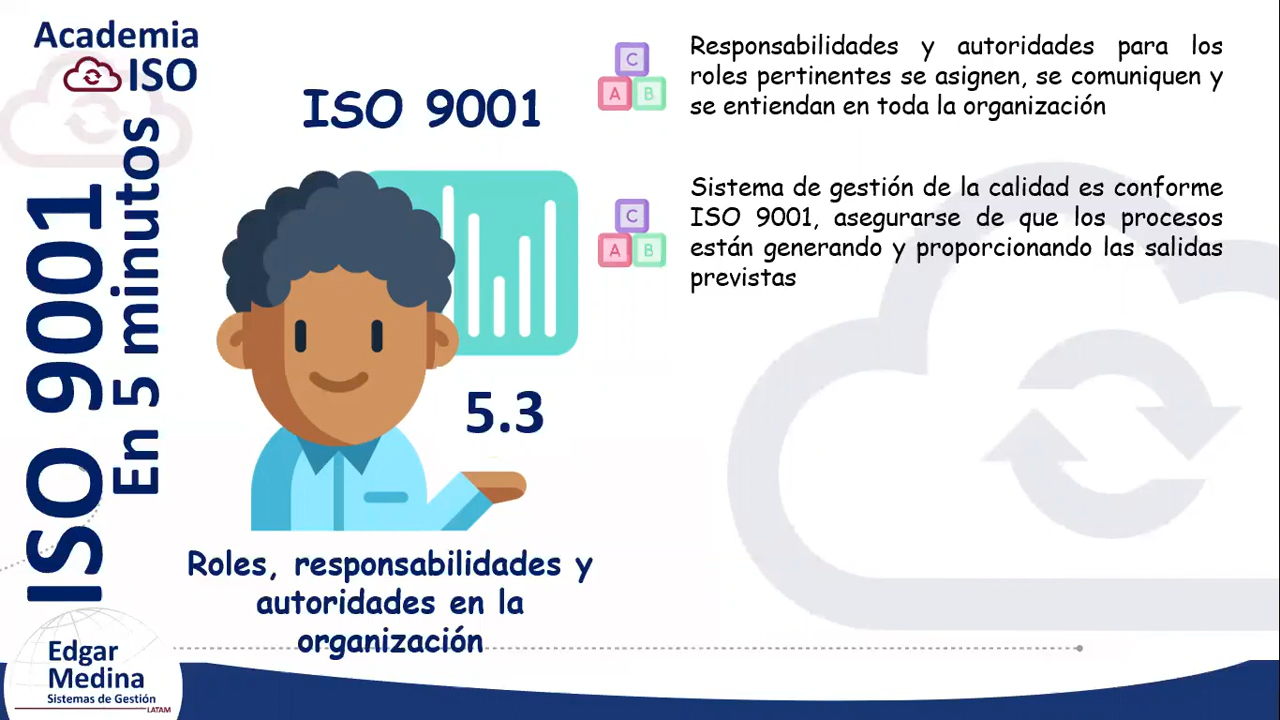 Academia
ISO
ISO 9001
En 5 minutos
ISO 9001
5.3
Roles, responsabilidades y
autoridades en la
organización
C
A B
Responsabilidades y autoridades para los
roles pertinentes se asignen, se comuniquen y
se entiendan en toda la organización
C
A B
Sistema de gestión de la calidad es conforme
ISO 9001, asegurarse de que los procesos
están generando y proporcionando las salidas
previstas
Edgar
Medina
Sistemas de Gestión
LATAM